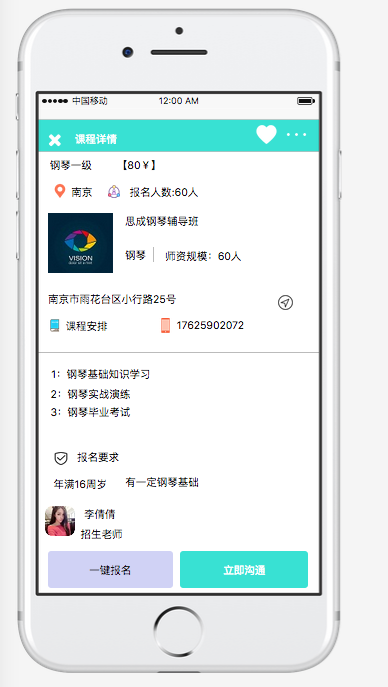 中国移动 12:00 AM
课程详情
钢琴一级 【80￥】
南京 报名人数:60人
思成钢琴辅导班
VISION
钢琴 师资规模：60人
南京市雨花台区小行路25号
课程安排 17625902072
1：钢琴基础知识学习
2：钢琴实战演练
3：钢琴毕业考试
报名要求
年满16周岁 有一定钢琴基础
李倩倩
招生老师
一键报名 立即沟通